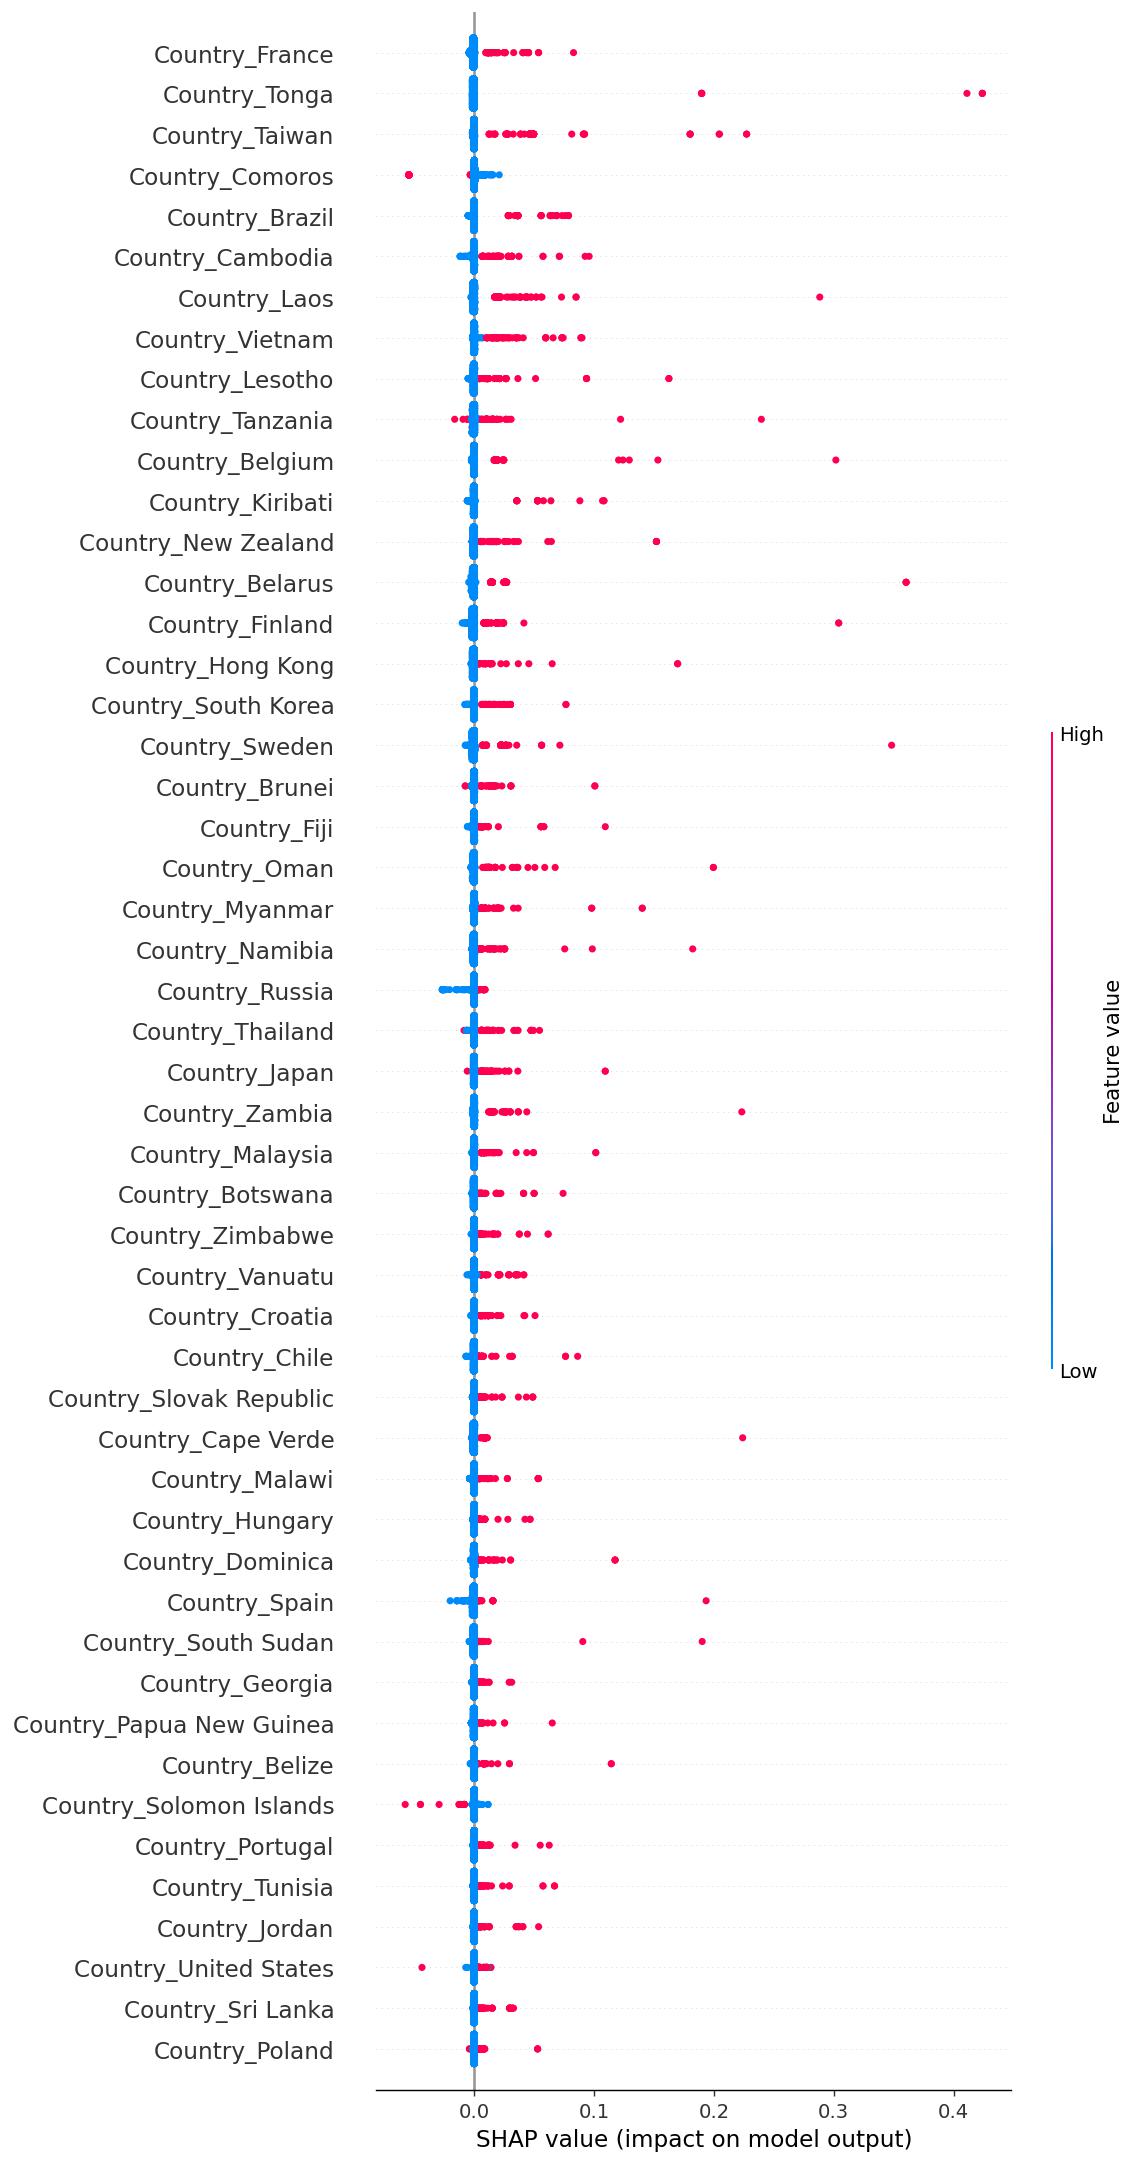 Country_France
Country_Tonga
Country_Taiwan
Country_Comoros
Country_Brazil
Country_Cambodia
Country_Laos
Country_Vietnam
Country_Lesotho
Country_Tanzania
Country_Belgium
Country_Kiribati
Country_New Zealand
Country_Belarus
Country_Finland
Country_Hong Kong
Country_South Korea
Country_Sweden
Country_Brunei
Country_Fiji
Country_Oman
Country_Myanmar
Country_Namibia
Country_Russia
Country_Thailand
Country_Japan
Country_Zambia
Country_Malaysia
Country_Botswana
Country_Zimbabwe
Country_Vanuatu
Country_Croatia
Country_Chile
Country_Slovak Republic
Country_Cape Verde
Country_Malawi
Country_Hungary
Country_Dominica
Country_Spain
Country_South Sudan
Country_Georgia
Country_Papua New Guinea
Country_Belize
Country_Solomon Islands
Country_Portugal
Country_Tunisia
Country_Jordan
Country_United States
Country_Sri Lanka
Country_Poland
0.0 0.1 0.2 0.3 0.4
SHAP value (impact on model output)
High
Feature value
Low